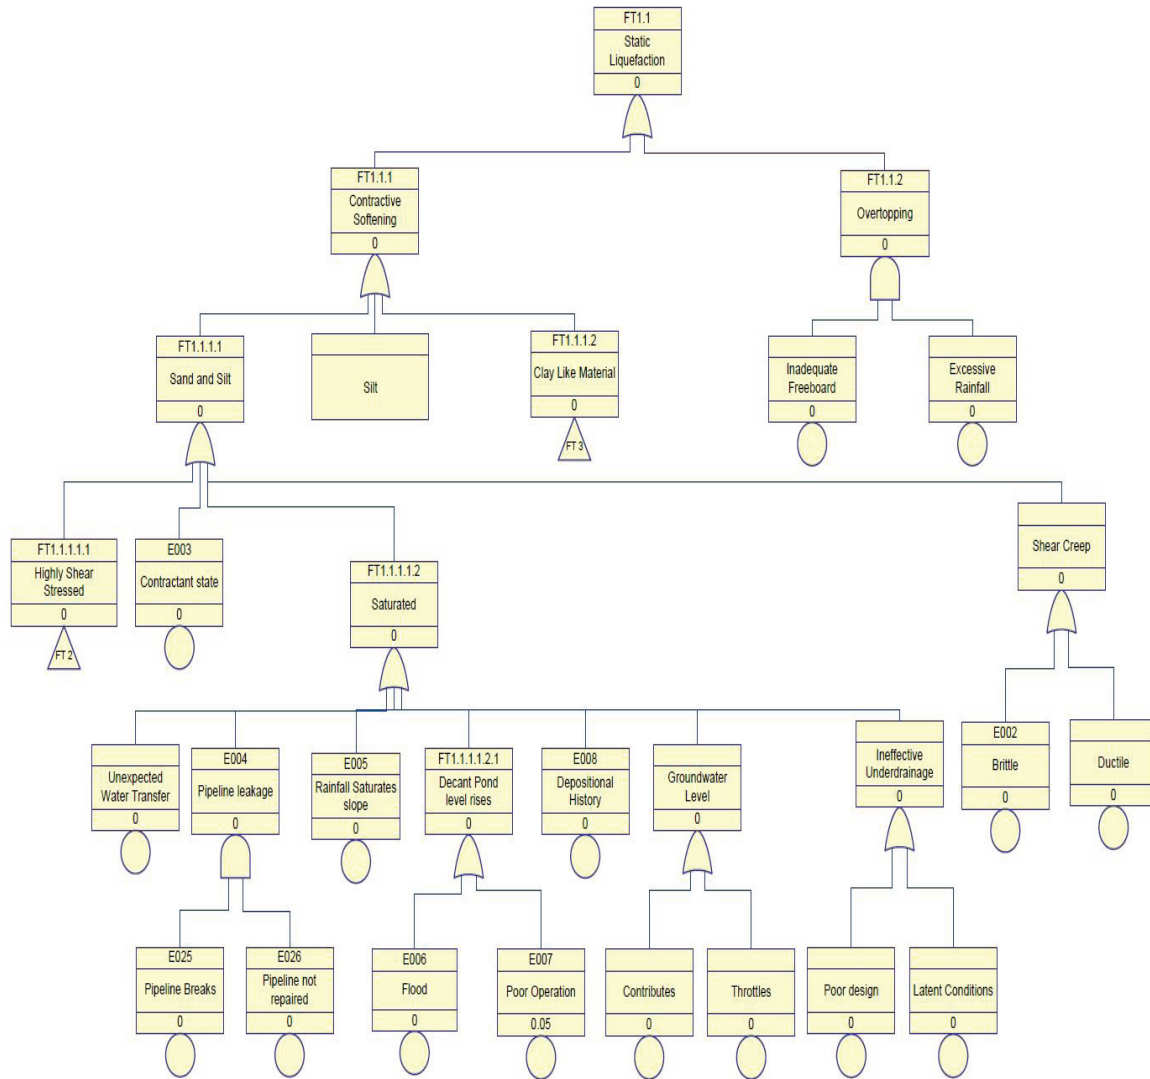 FT1.1
Static
Liquefaction
0
FT1.1.1
Contractive
Softening
0
FT1.1.2
Overtopping
0
FT1.1.1.1
Sand and Silt
0
Silt
FT1.1.1.2
Clay Like Material
0
FT 3
Inadequate
Freeboard
0
Excessive
Rainfall
0
FT1.1.1.1.1
Highly Shear
Stressed
0
FT 2
E003
Contractant state
0
FT1.1.1.1.2
Saturated
0
Shear Creep
0
Unexpected
Water Transfer
0
E004
Pipeline leakage
0
E005
Rainfall Saturates
slope
0
FT1.1.1.1.2.1
Decant Pond
level rises
0
E008
Depositional
History
0
Groundwater
Level
0
Ineffective
Underdrainage
0
E002
Brittle
0
Ductile
0
E025
Pipeline Breaks
0
E026
Pipeline not
repaired
0
E006
Flood
0
E007
Poor Operation
0.05
Contributes
0
Throttles
0
Poor design
0
Latent Conditions
0